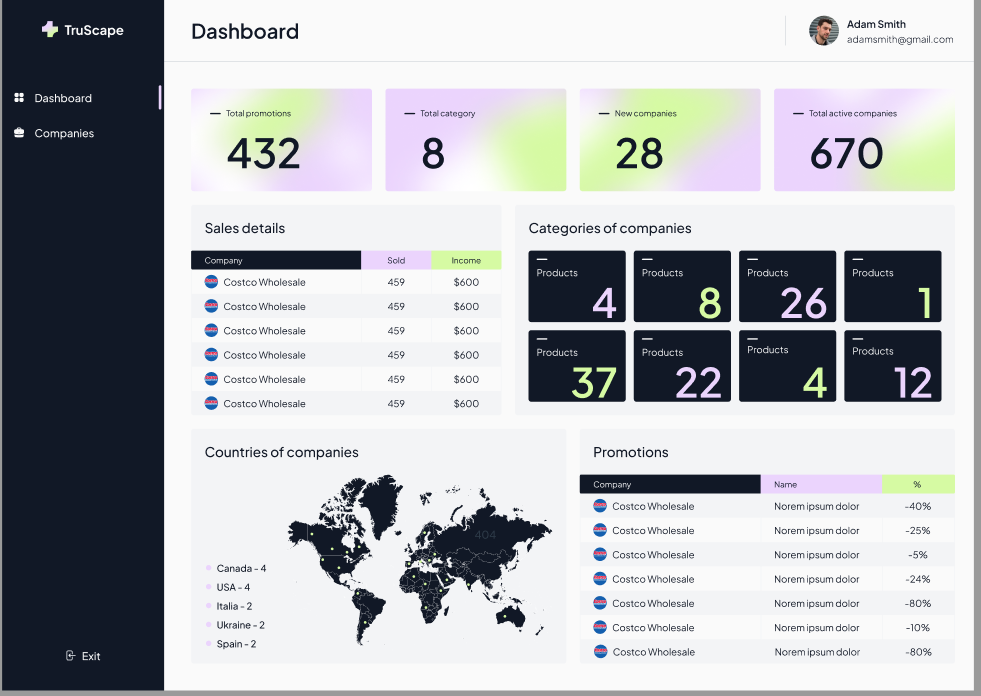 TruScape
Dashboard
Companies
Exit
Dashboard
Adam Smith
adamsmith@gmail.com
Total promotions
432
Total category
8
New companies
28
Total active companies
670
Sales details
Company Sold Income
Costco Wholesale 459 $600
Costco Wholesale 459 $600
Costco Wholesale 459 $600
Costco Wholesale 459 $600
Costco Wholesale 459 $600
Costco Wholesale 459 $600
Categories of companies
Products
4
Products
8
Products
26
Products
1
Products
37
Products
22
Products
4
Products
12
Countries of companies
404
Canada - 4
USA - 4
Italia - 2
Ukraine - 2
Spain - 2
Promotions
Company Name %
Costco Wholesale Norem ipsum dolor -40%
Costco Wholesale Norem ipsum dolor -25%
Costco Wholesale Norem ipsum dolor -5%
Costco Wholesale Norem ipsum dolor -24%
Costco Wholesale Norem ipsum dolor -80%
Costco Wholesale Norem ipsum dolor -10%
Costco Wholesale Norem ipsum dolor -80%